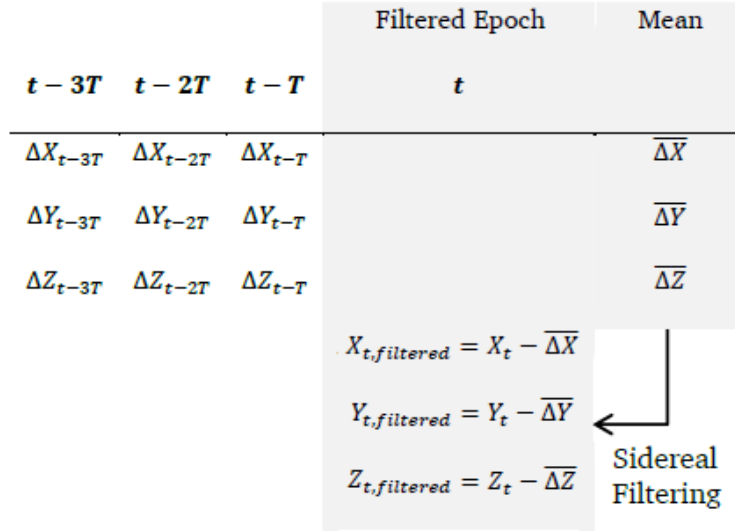 Filtered Epoch Mean
t − 3T t − 2T t − T t
ΔX_{t−3T} ΔX_{t−2T} ΔX_{t−T} \overline{ΔX}
ΔY_{t−3T} ΔY_{t−2T} ΔY_{t−T} \overline{ΔY}
ΔZ_{t−3T} ΔZ_{t−2T} ΔZ_{t−T} \overline{ΔZ}
X_{t,filtered} = X_t − \overline{ΔX}
Y_{t,filtered} = Y_t − \overline{ΔY}
Z_{t,filtered} = Z_t − \overline{ΔZ}
Sidereal
Filtering